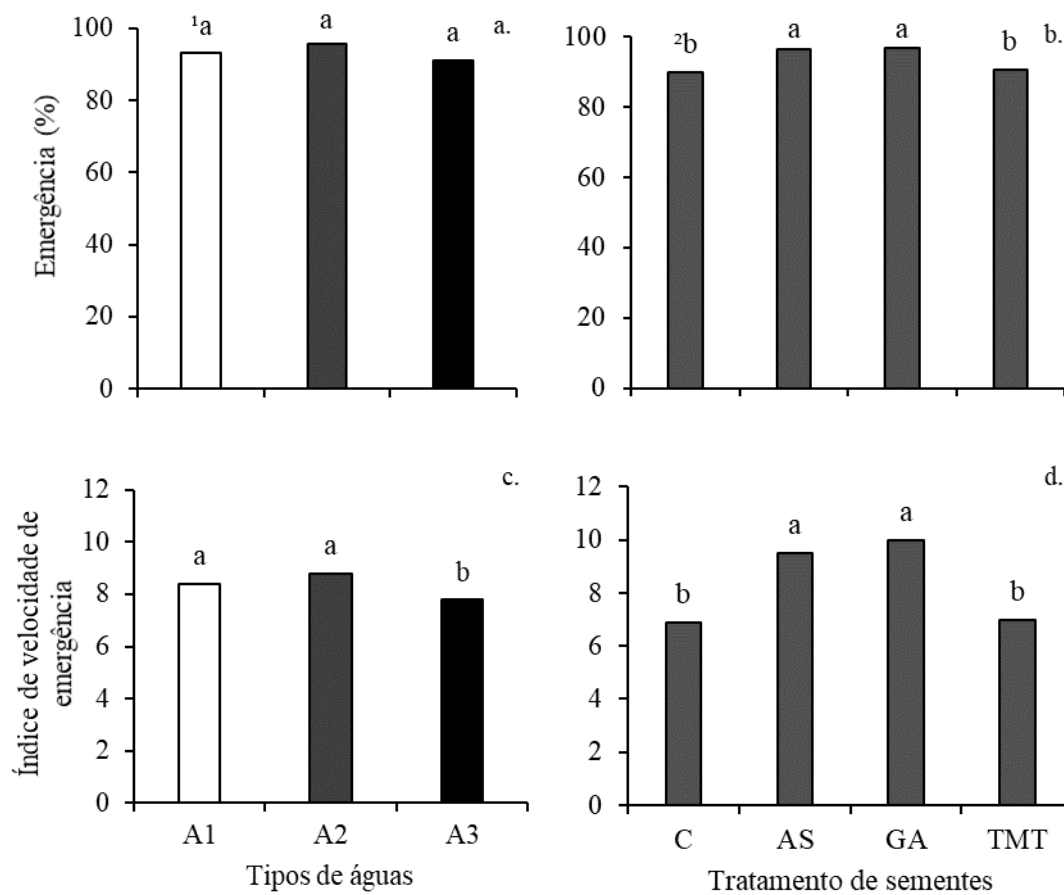 Emergência (%)
100
80
60
40
20
0
¹a
a
a
a.
100
80
60
40
20
0
²b
a
a
b
b.
Índice de velocidade de
emergência
12
10
8
6
4
2
0
a
a
b
c.
A1 A2 A3
Tipos de águas
12
10
8
6
4
2
0
b
a
a
b
d.
C AS GA TMT
Tratamento de sementes